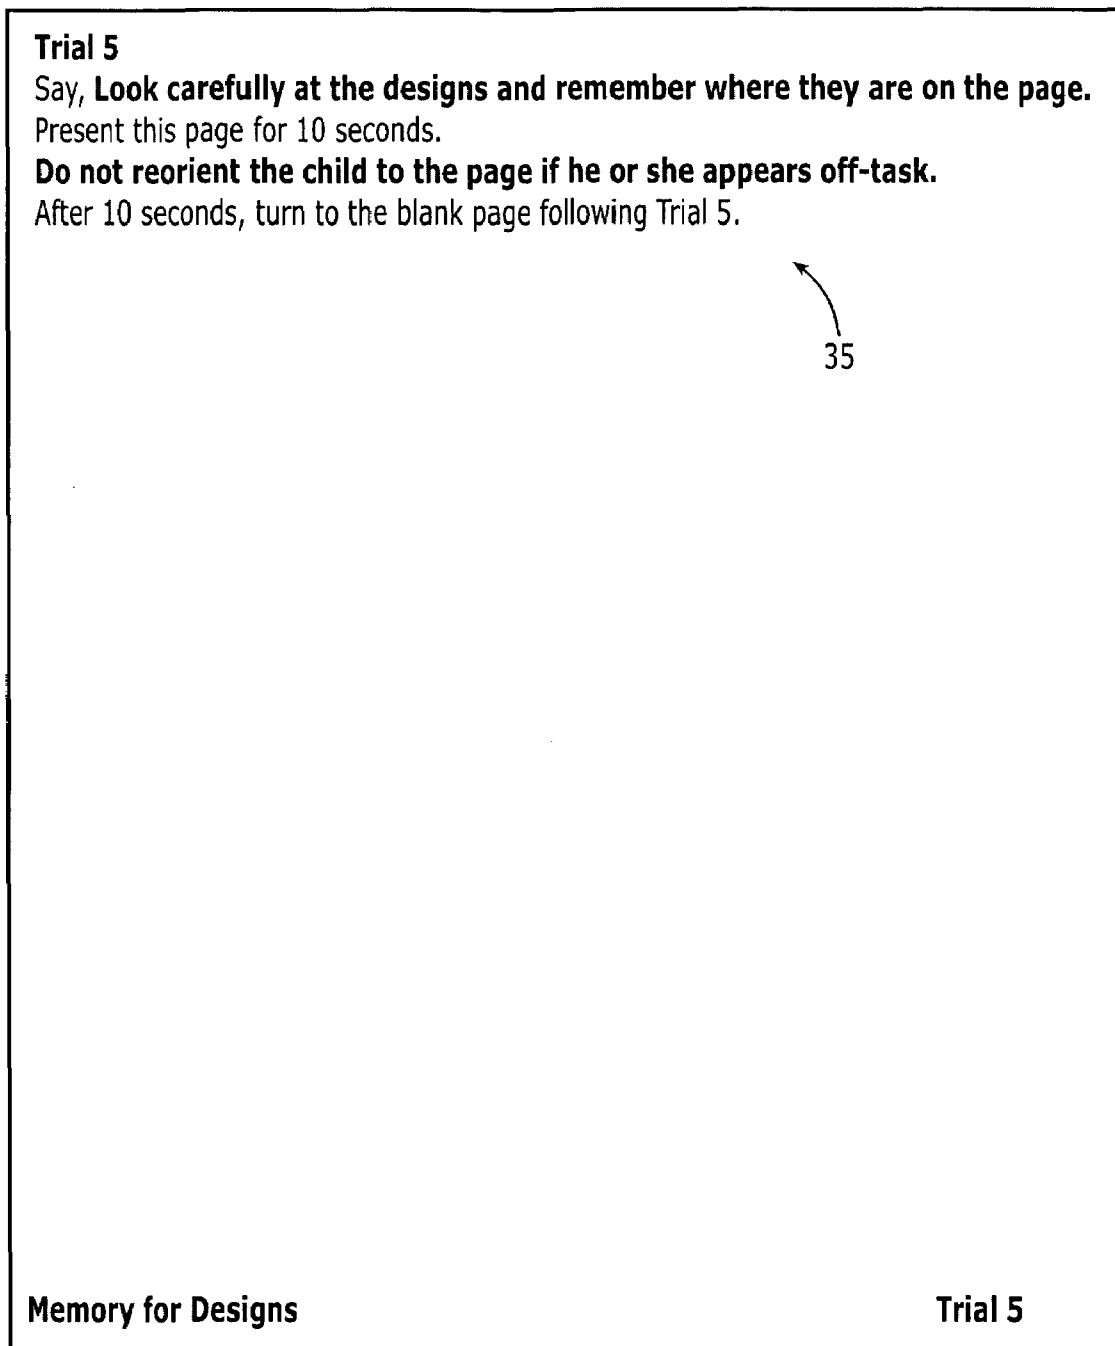 Trial 5
Say, Look carefully at the designs and remember where they are on the page.
Present this page for 10 seconds.
Do not reorient the child to the page if he or she appears off-task.
After 10 seconds, turn to the blank page following Trial 5.
35
Memory for Designs
Trial 5